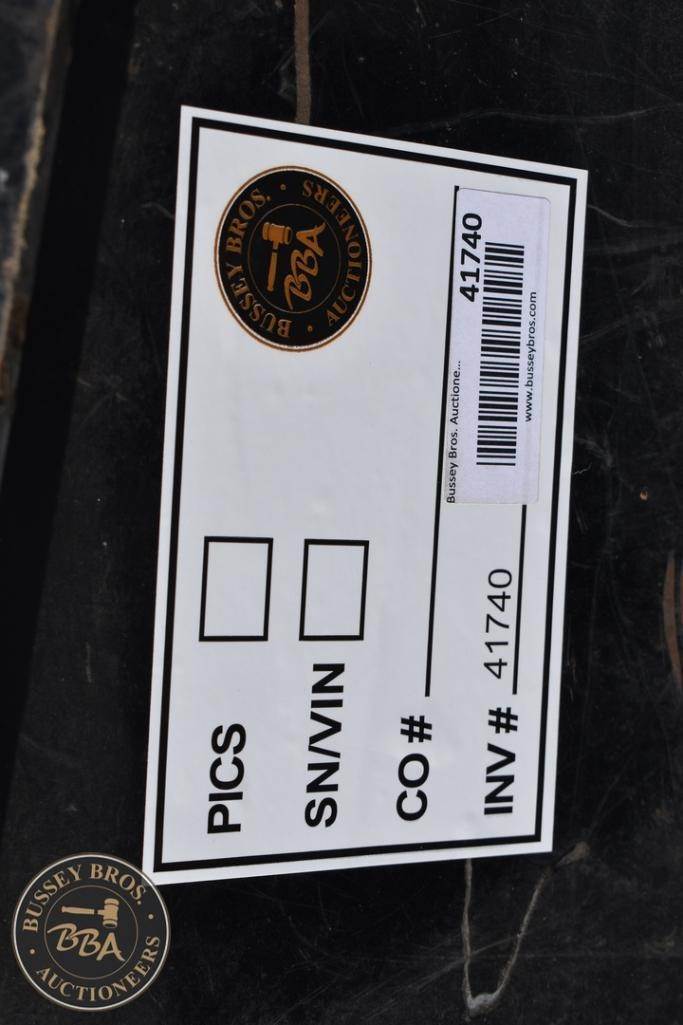 BUSSEY BROS.
BBA
AUCTIONEERS
PICS
SN/VIN
CO #
Bussey Bros. Auctione...
41740
www.busseybros.com
INV # 41740
BUSSEY BROS.
BBA
AUCTIONEERS